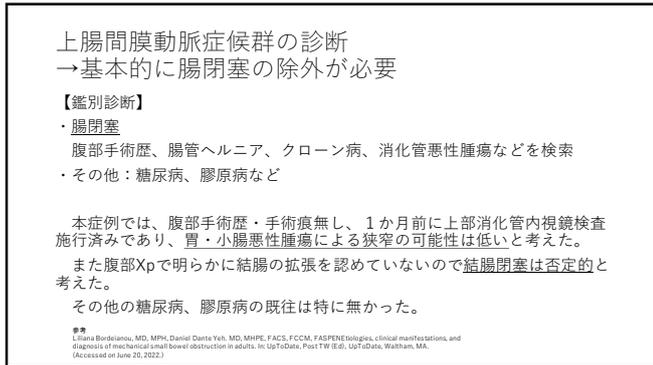 上腸間膜動脈症候群の診断
→基本的に腸閉塞の除外が必要
【鑑別診断】
・腸閉塞
腹部手術歴、腸管ヘルニア、クローン病、消化管悪性腫瘍などを検索
・その他：糖尿病、膠原病など
本症例では、腹部手術歴・手術痕無し、１か月前に上部消化管内視鏡検査
施行済みであり、胃・小腸悪性腫瘍による狭窄の可能性は低いと考えた。
また腹部Xpで明らかに結腸の拡張を認めていないので結腸閉塞は否定的と
考えた。
その他の糖尿病、膠原病の既往は特に無かった。
参考
Liliana Bordeianou, MD, MPH, Daniel Dante Yeh, MD, MHPE, FACS, FCCM, FASPENEtiologies, clinical manifestations, and
diagnosis of mechanical small bowel obstruction in adults. In: UpToDate, Post TW (Ed), UpToDate, Waltham, MA.
(Accessed on June 20, 2022.)